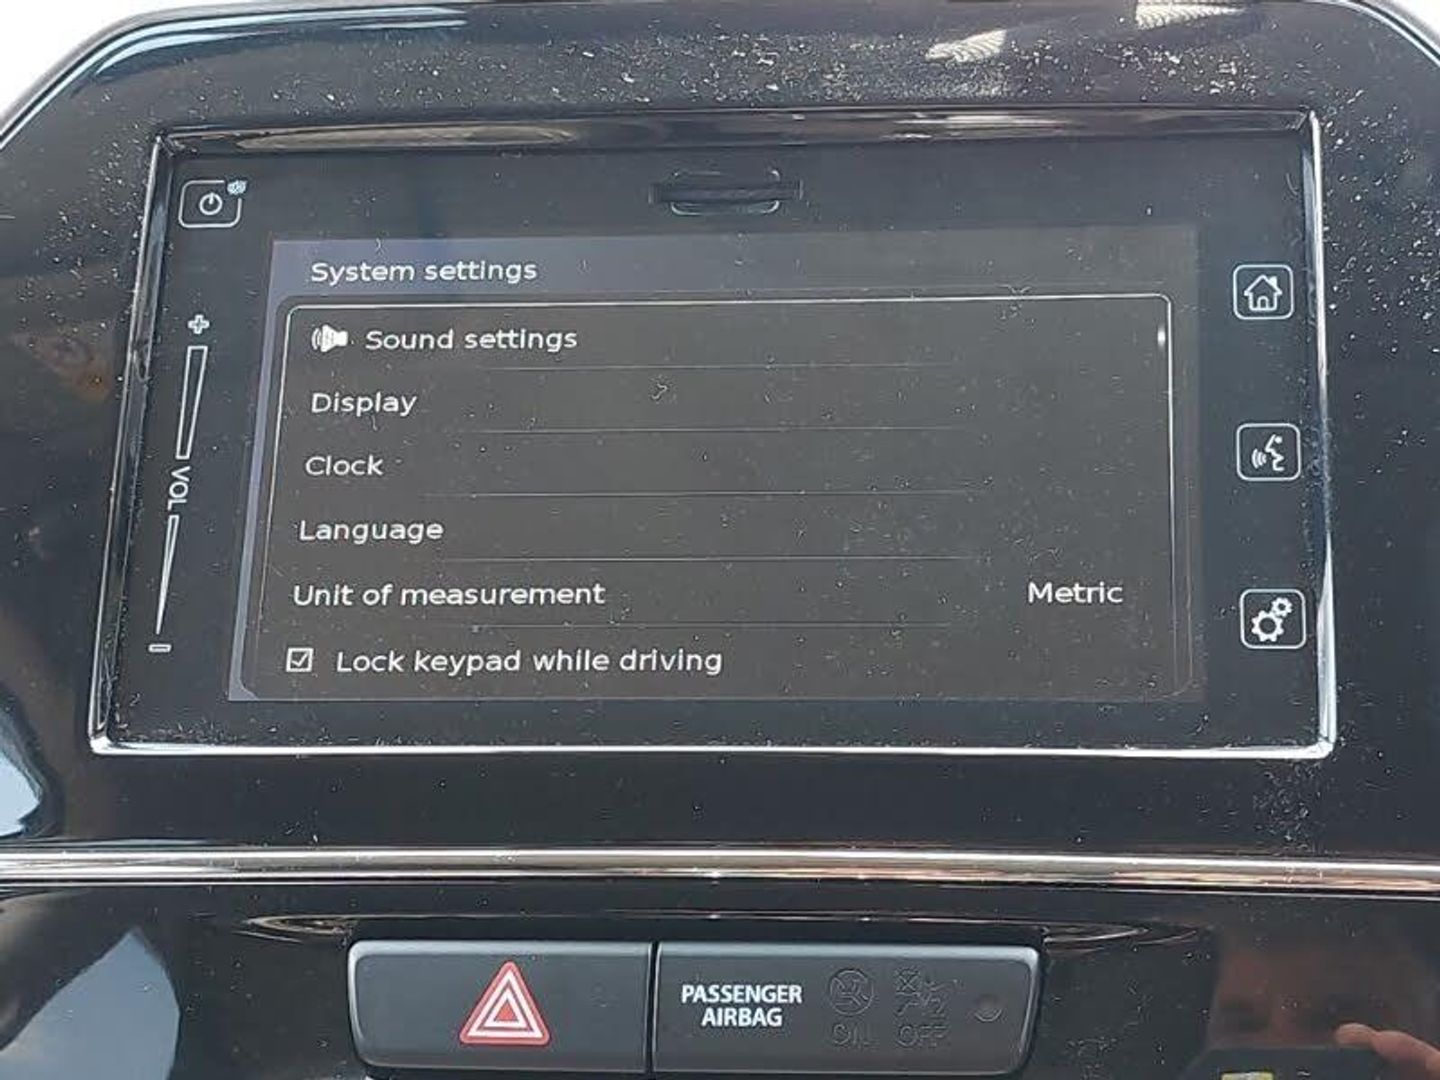 System settings
Sound settings
Display
Clock
Language
Unit of measurement Metric
Lock keypad while driving
VOL
PASSENGER
AIRBAG
ON OFF